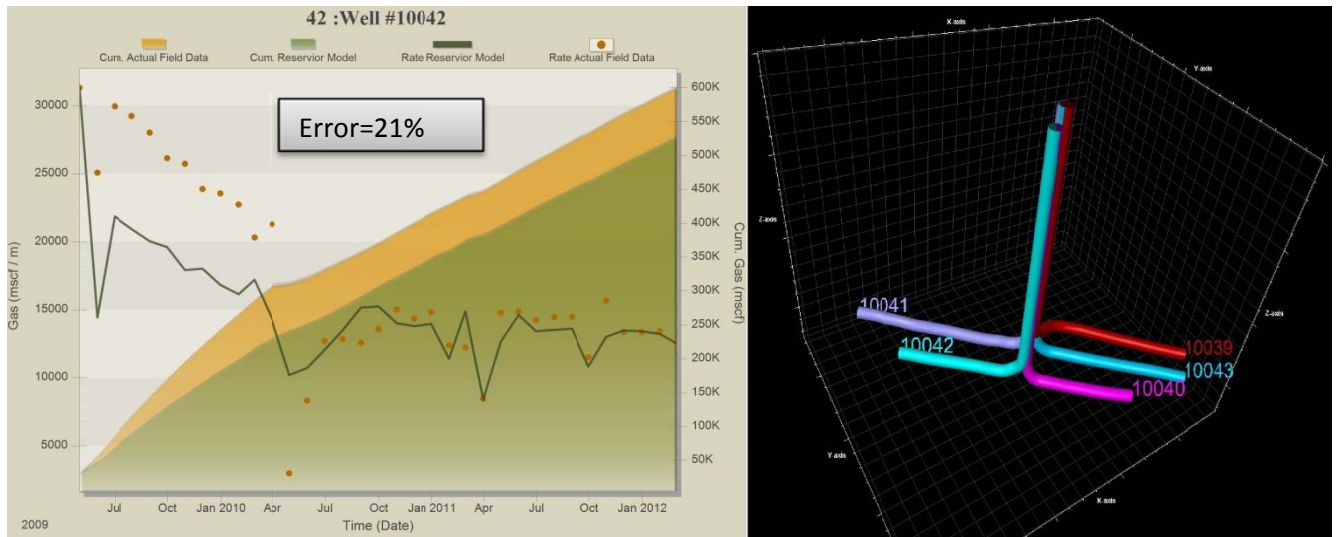 42 :Well #10042
Cum. Actual Field Data
Cum. Reservior Model
Rate Reservoir Model
Rate Actual Field Data
Error=21%
30000
25000
20000
15000
10000
5000
Gas (mscf / m)
600K
550K
500K
450K
400K
350K
300K
250K
200K
150K
100K
50K
Cum. Gas (mscf)
Jul
Oct
Jan 2010
Apr
Jul
Oct
Jan 2011
Apr
Jul
Oct
Jan 2012
2009
Time (Date)
X axis
Y axis
Z-axis
Z-axis
10041
10042
10039
10043
10040
Y axis
X axis